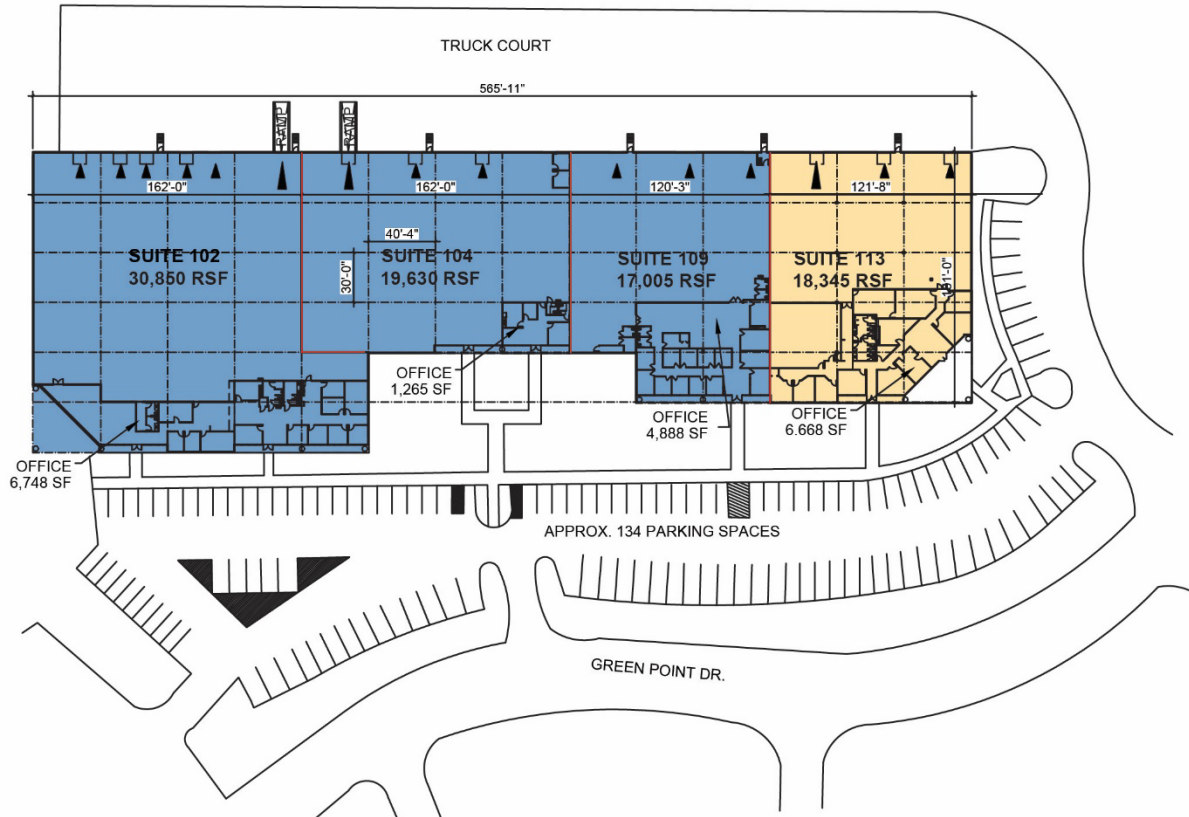 TRUCK COURT
565'-11"
RAMP
RAMP
162'-0"
162'-0"
120'-3"
121'-8"
40'-4"
30'-0"
SUITE 102
30,850 RSF
SUITE 104
19,630 RSF
SUITE 109
17,005 RSF
SUITE 113
18,345 RSF
OFFICE
1,265 SF
OFFICE
4,888 SF
OFFICE
6.668 SF
OFFICE
6,748 SF
APPROX. 134 PARKING SPACES
GREEN POINT DR.